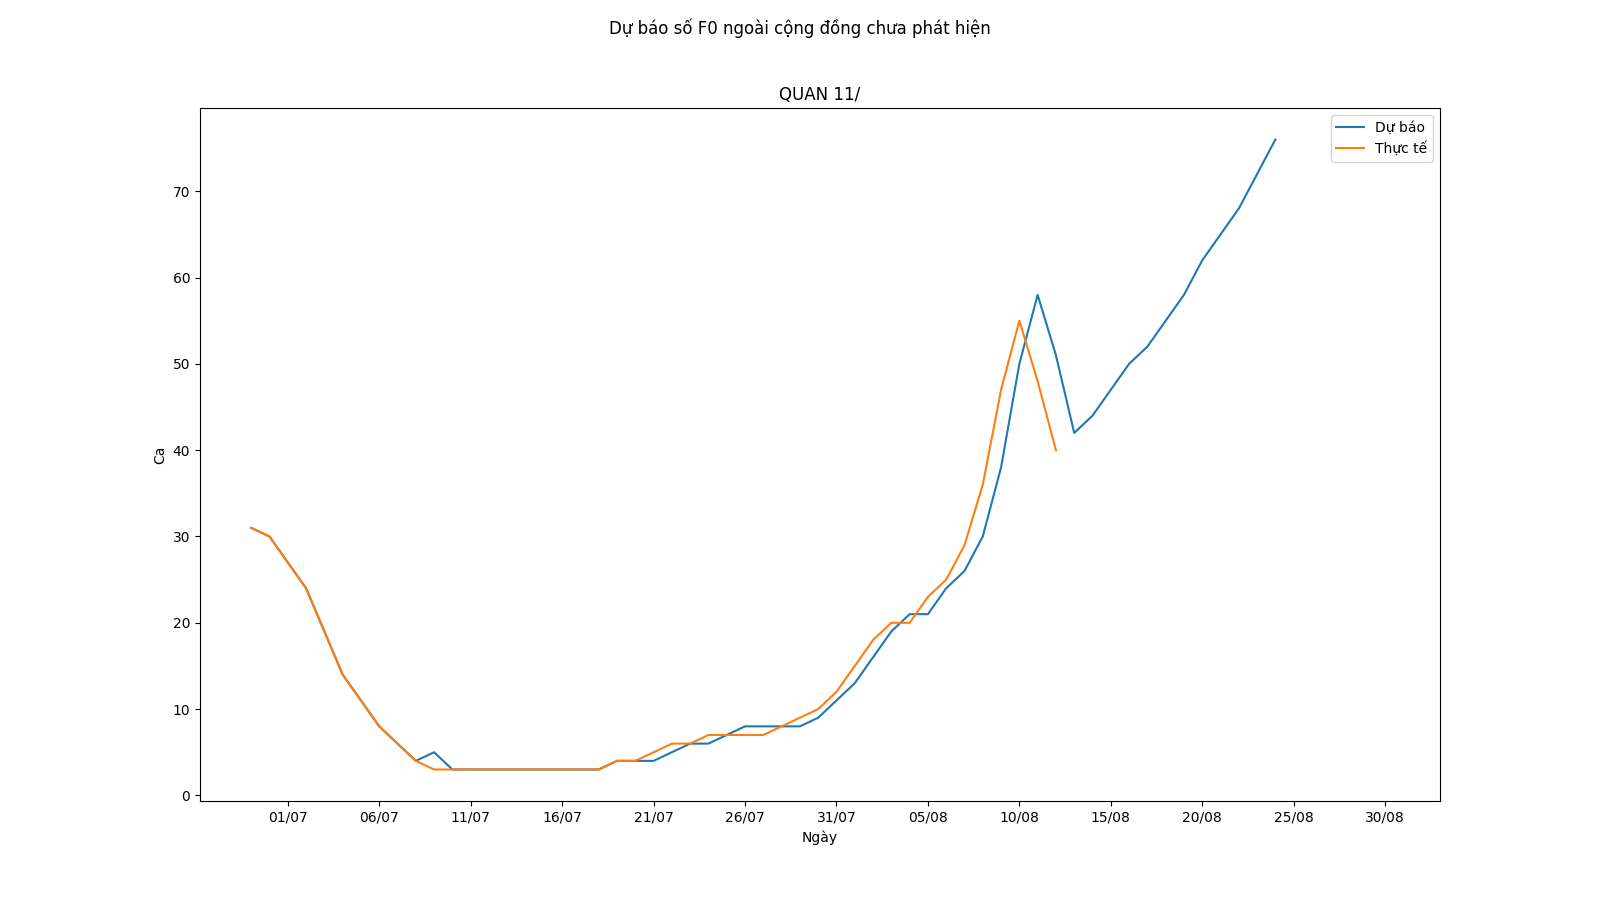 Dự báo số F0 ngoài cộng đồng chưa phát hiện
QUAN 11/
Dự báo
Thực tế
Ca
70
60
50
40
30
20
10
0
01/07 06/07 11/07 16/07 21/07 26/07 31/07 05/08 10/08 15/08 20/08 25/08 30/08
Ngày